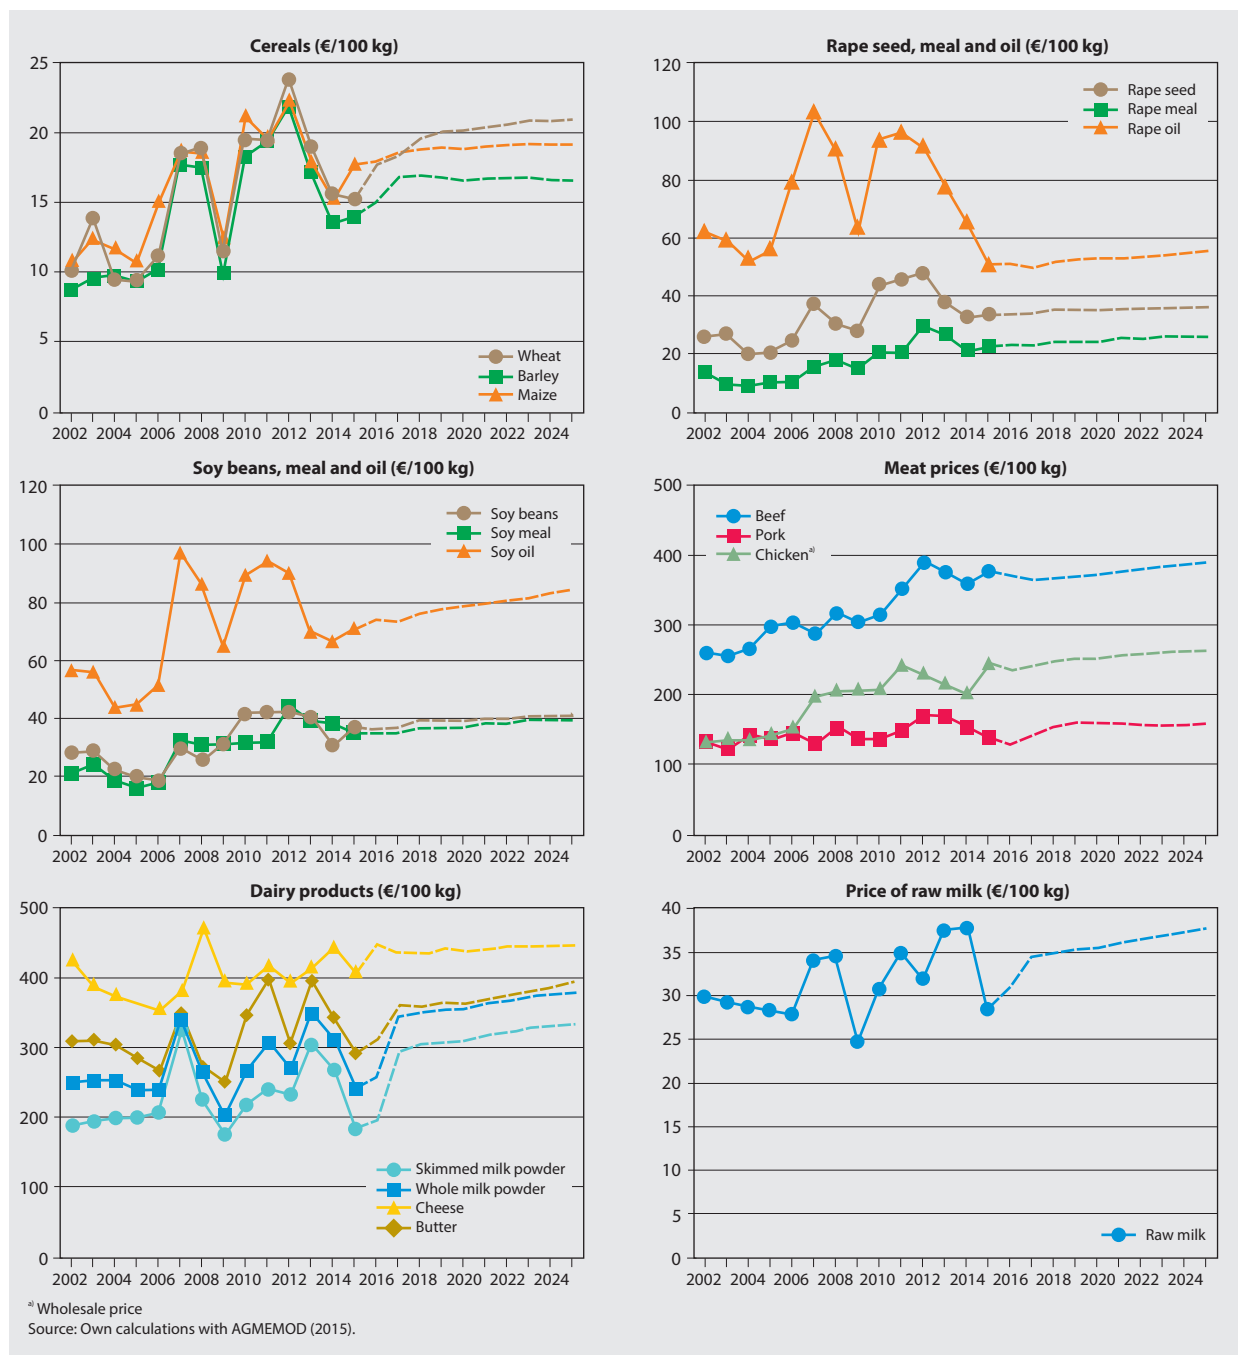 Cereals (€/100 kg)
25
20
15
10
5
0
Wheat
Barley
Maize
2002 2004 2006 2008 2010 2012 2014 2016 2018 2020 2022 2024
Rape seed, meal and oil (€/100 kg)
120
100
80
60
40
20
0
Rape seed
Rape meal
Rape oil
2002 2004 2006 2008 2010 2012 2014 2016 2018 2020 2022 2024
Soy beans, meal and oil (€/100 kg)
120
100
80
60
40
20
0
Soy beans
Soy meal
Soy oil
2002 2004 2006 2008 2010 2012 2014 2016 2018 2020 2022 2024
Meat prices (€/100 kg)
500
400
300
200
100
0
Beef
Pork
Chicken a)
2002 2004 2006 2008 2010 2012 2014 2016 2018 2020 2022 2024
Dairy products (€/100 kg)
500
400
300
200
100
0
Skimmed milk powder
Whole milk powder
Cheese
Butter
2002 2004 2006 2008 2010 2012 2014 2016 2018 2020 2022 2024
Price of raw milk (€/100 kg)
40
35
30
25
20
15
10
5
0
Raw milk
2002 2004 2006 2008 2010 2012 2014 2016 2018 2020 2022 2024
a) Wholesale price
Source: Own calculations with AGMEMOD (2015).